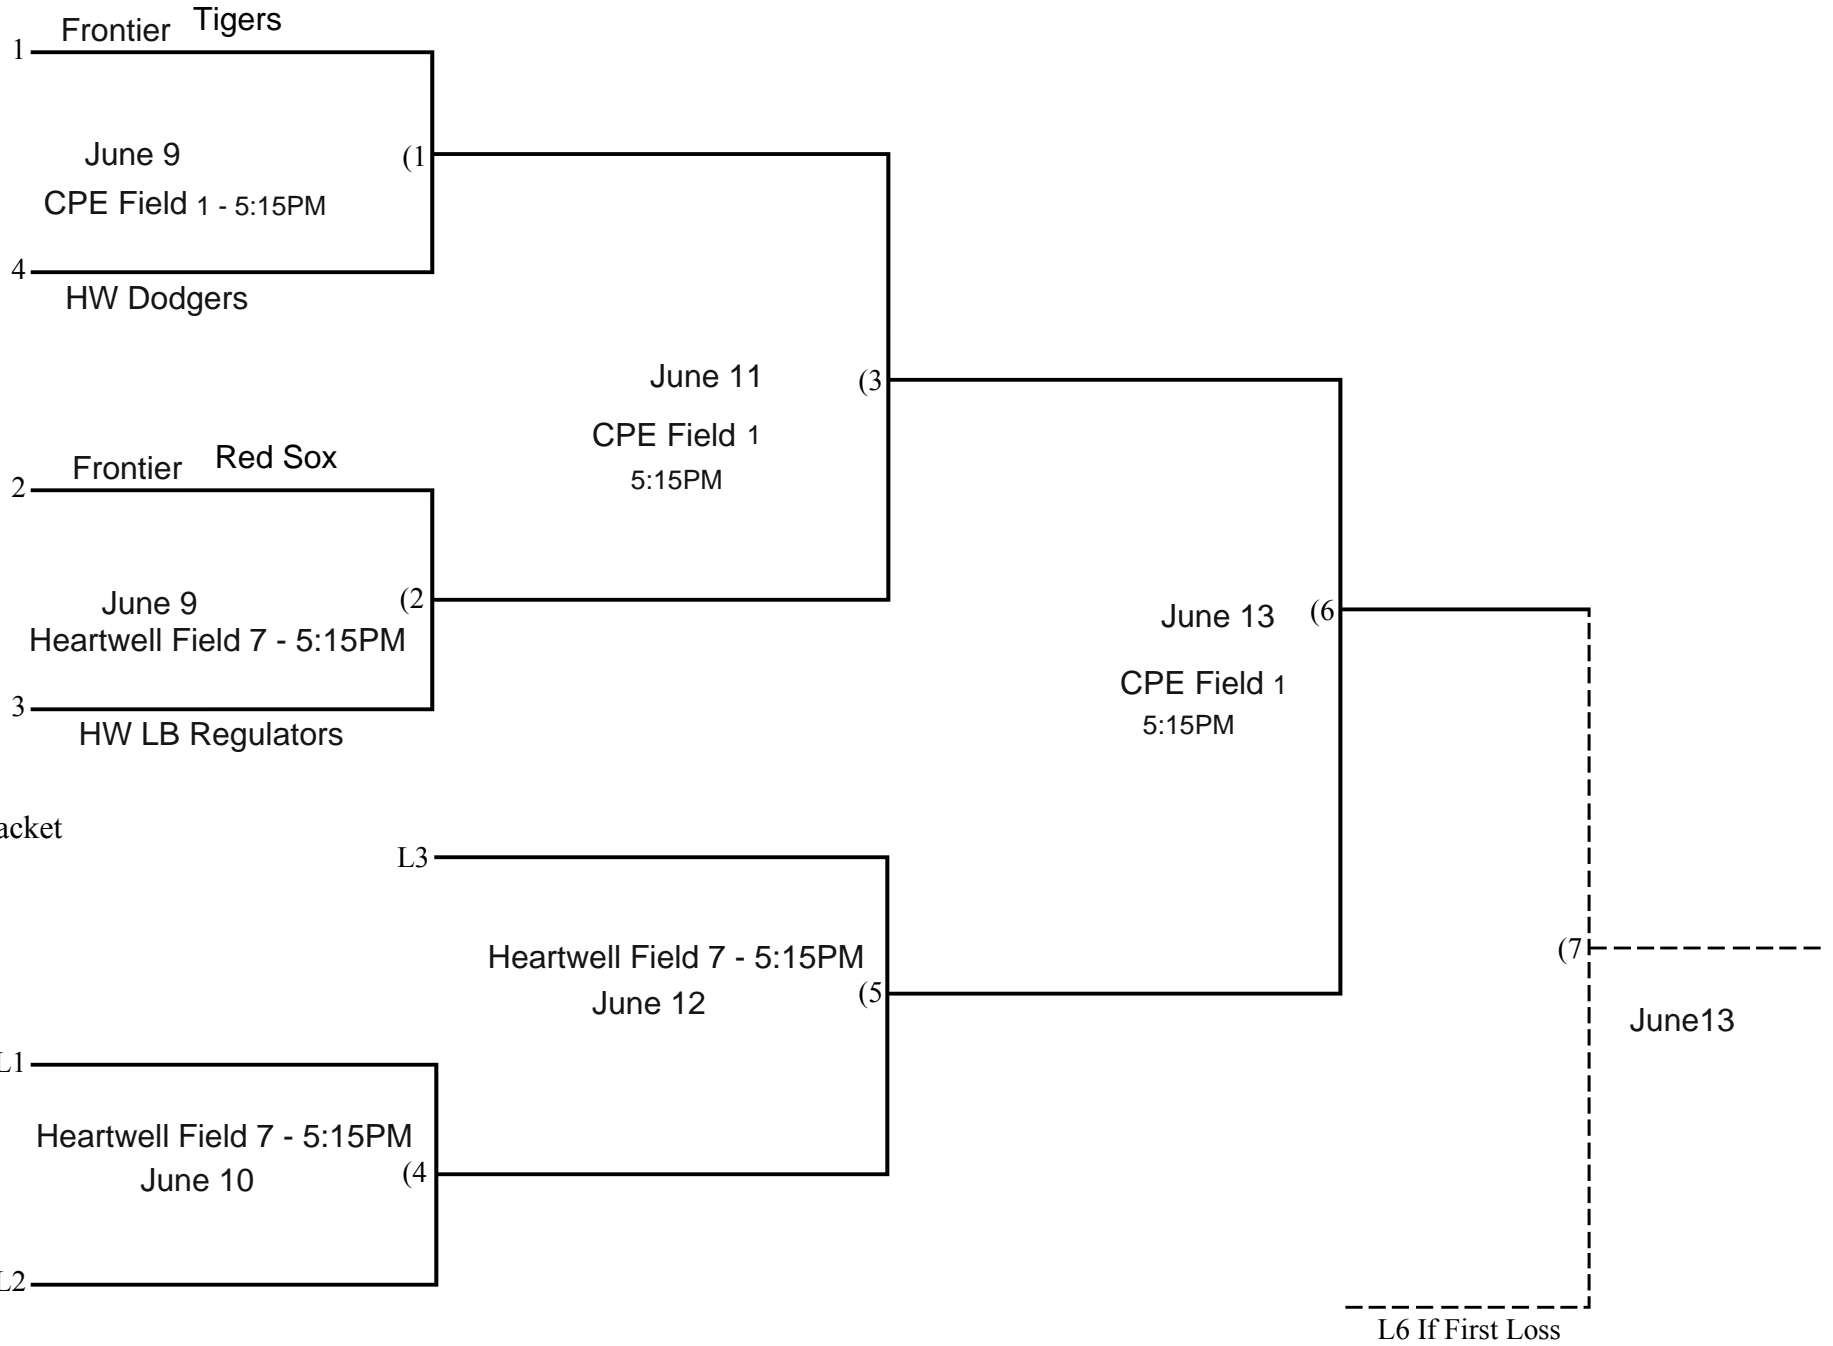 Frontier Tigers
1
June 9
(1
CPE Field 1 - 5:15PM
4
HW Dodgers
June 11
(3
CPE Field 1
5:15PM
Frontier Red Sox
2
June 9
(2
Heartwell Field 7 - 5:15PM
3
HW LB Regulators
June 13
(6
CPE Field 1
5:15PM
acket
L3
Heartwell Field 7 - 5:15PM
June 12
(5
(7
June13
L1
Heartwell Field 7 - 5:15PM
June 10
(4
L2
L6 If First Loss